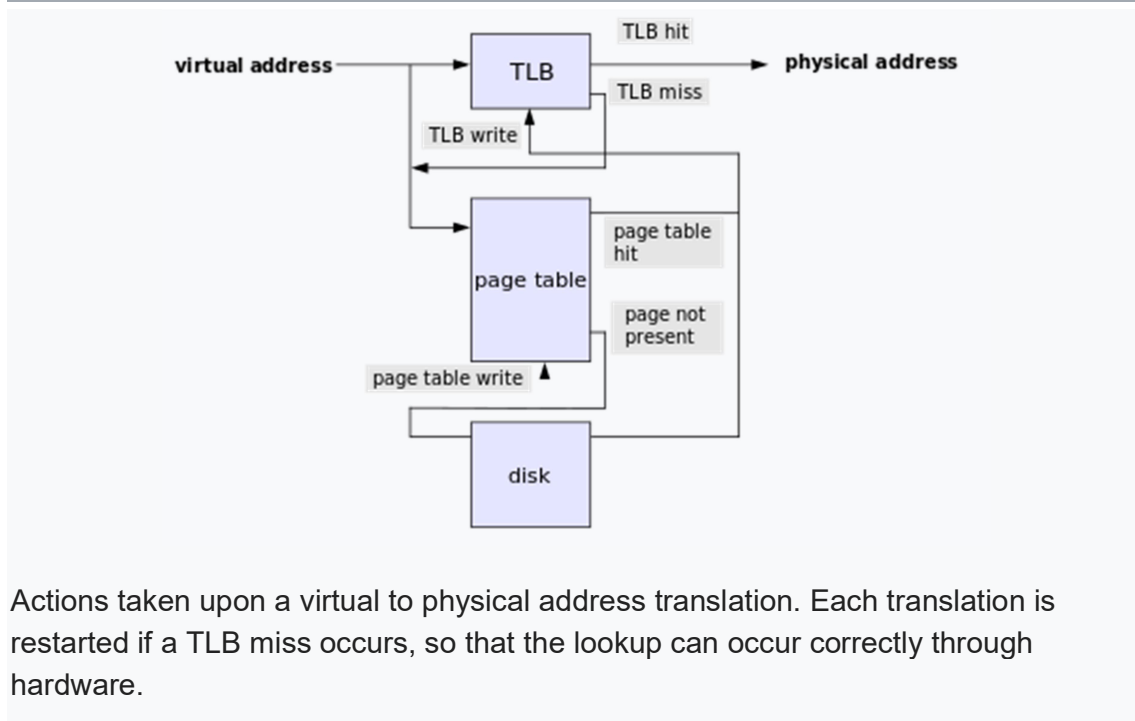 TLB hit
virtual address
TLB
physical address
TLB miss
TLB write
page table
hit
page table
page not
present
page table write
disk
Actions taken upon a virtual to physical address translation. Each translation is
restarted if a TLB miss occurs, so that the lookup can occur correctly through
hardware.